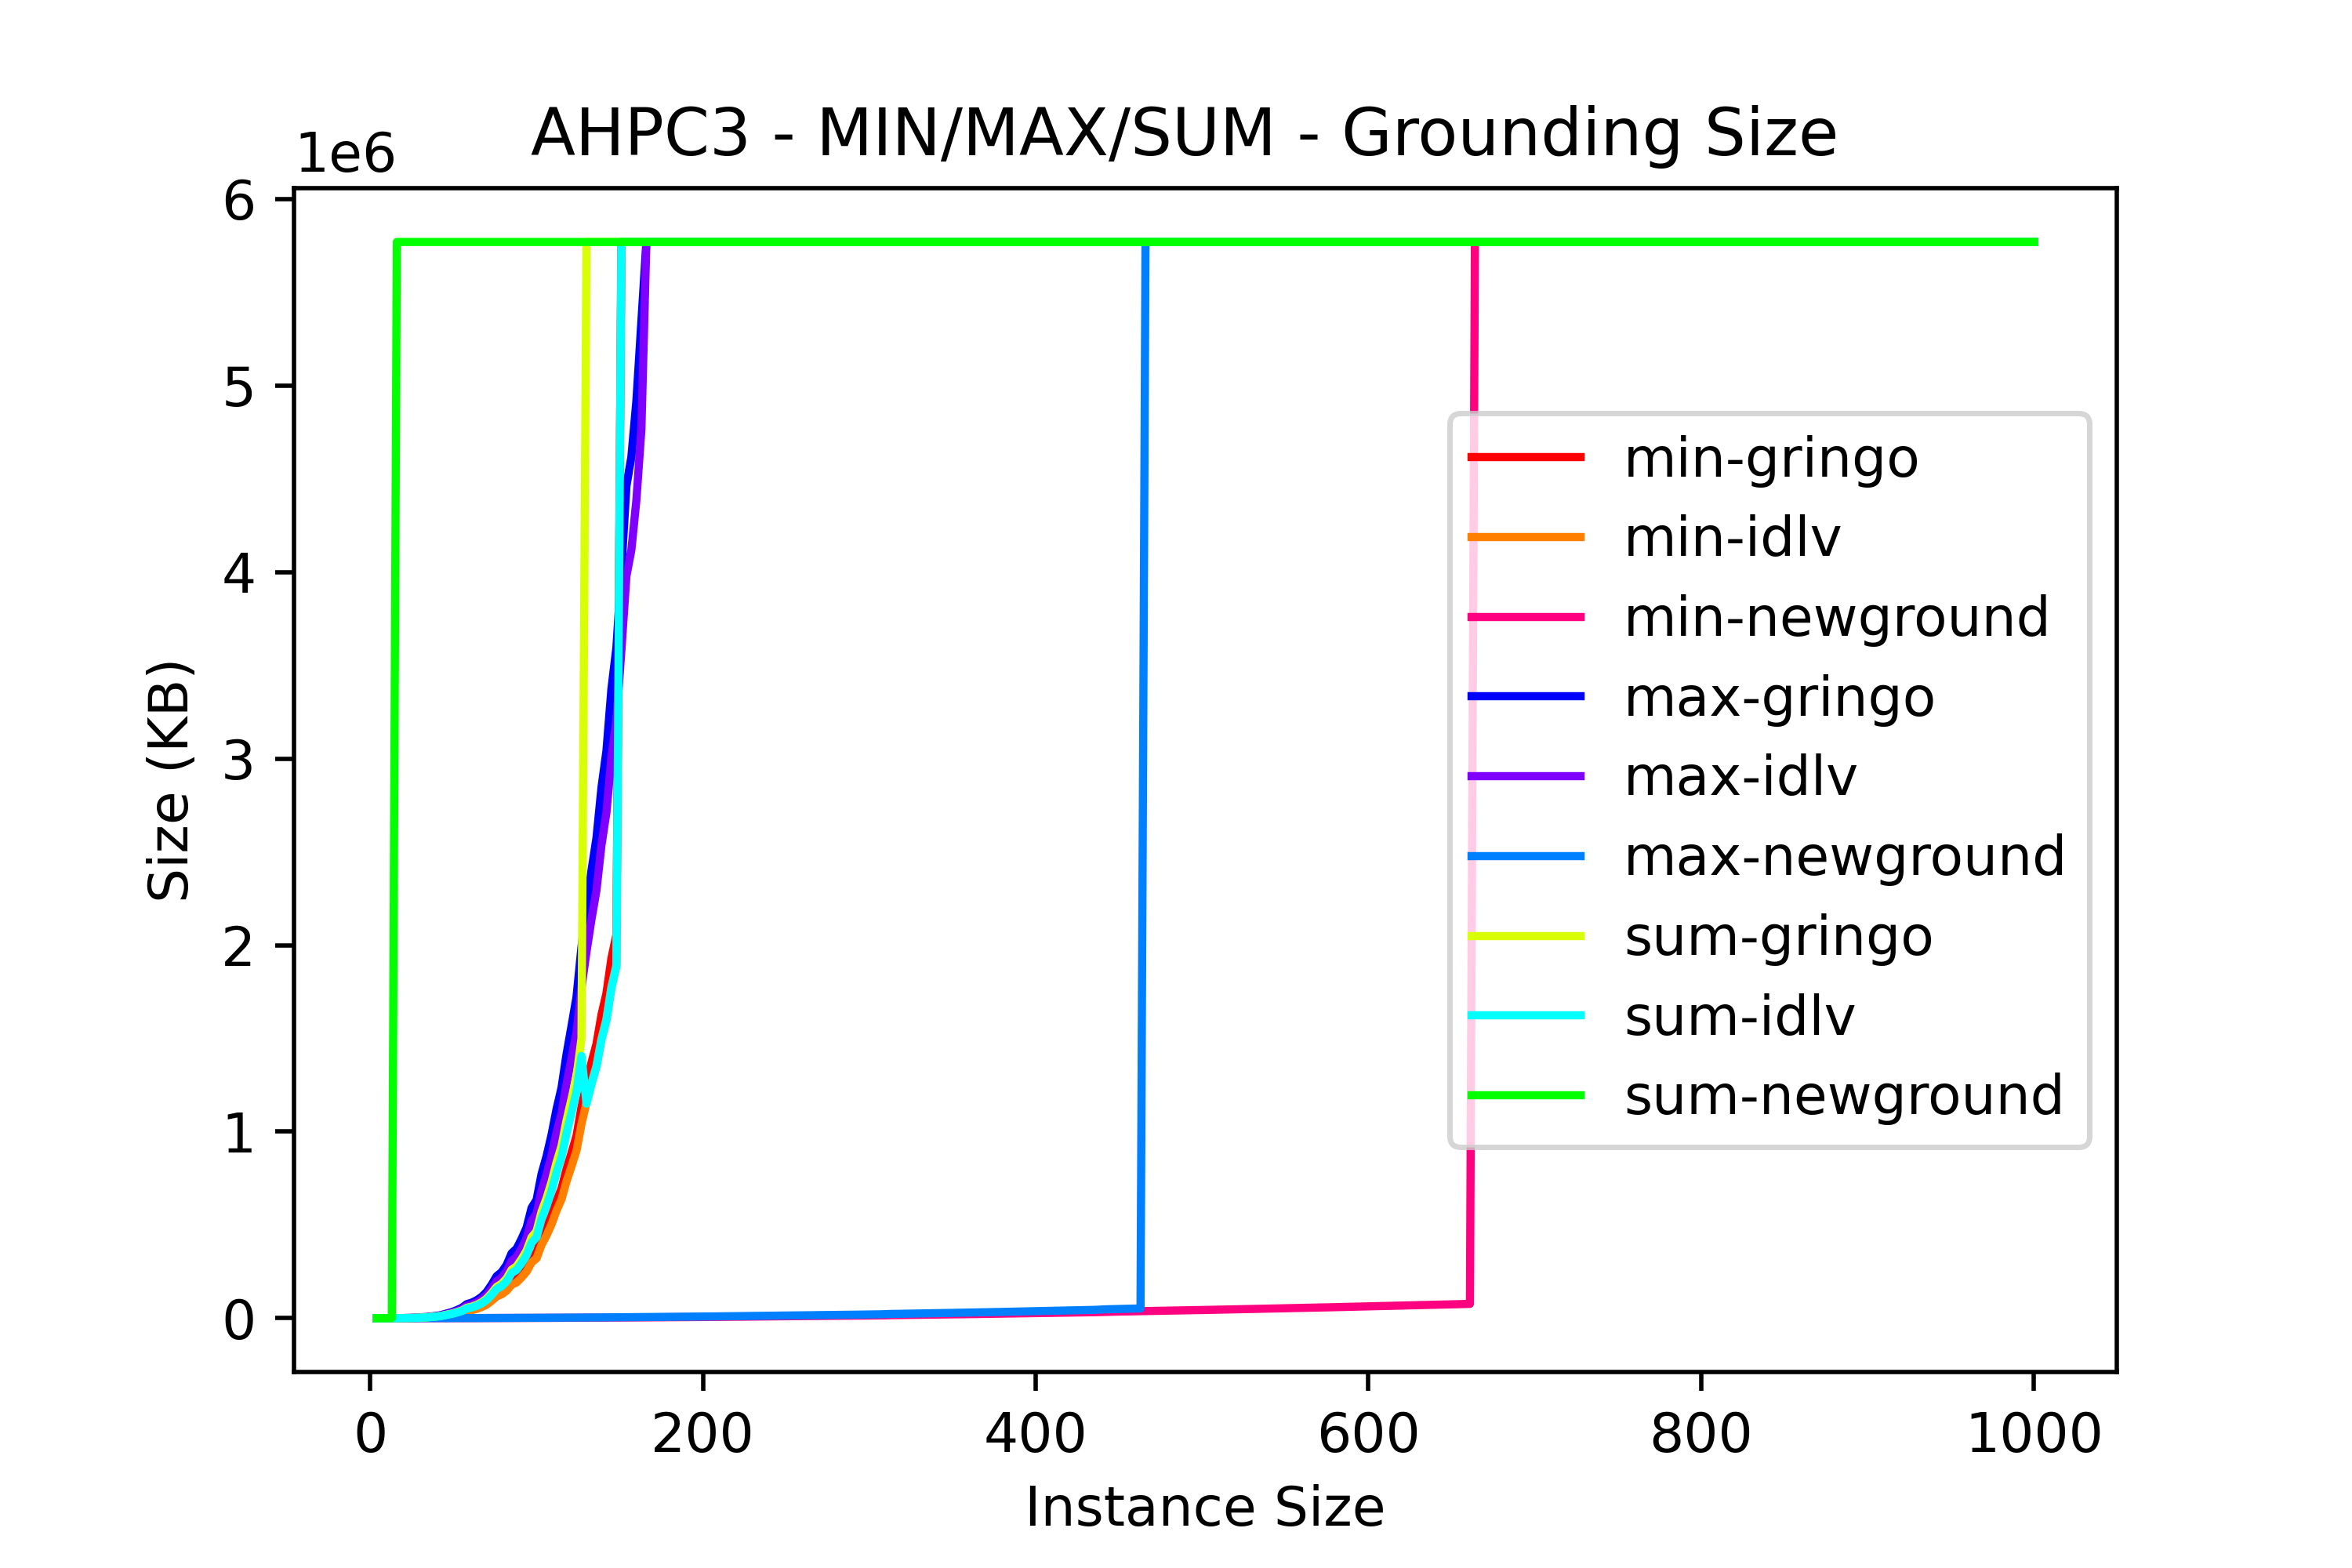 AHPC3 - MIN/MAX/SUM - Grounding Size
1e6
6
5
4
3
2
1
0
Size (KB)
min-gringo
min-idlv
min-newground
max-gringo
max-idlv
max-newground
sum-gringo
sum-idlv
sum-newground
0 200 400 600 800 1000
Instance Size